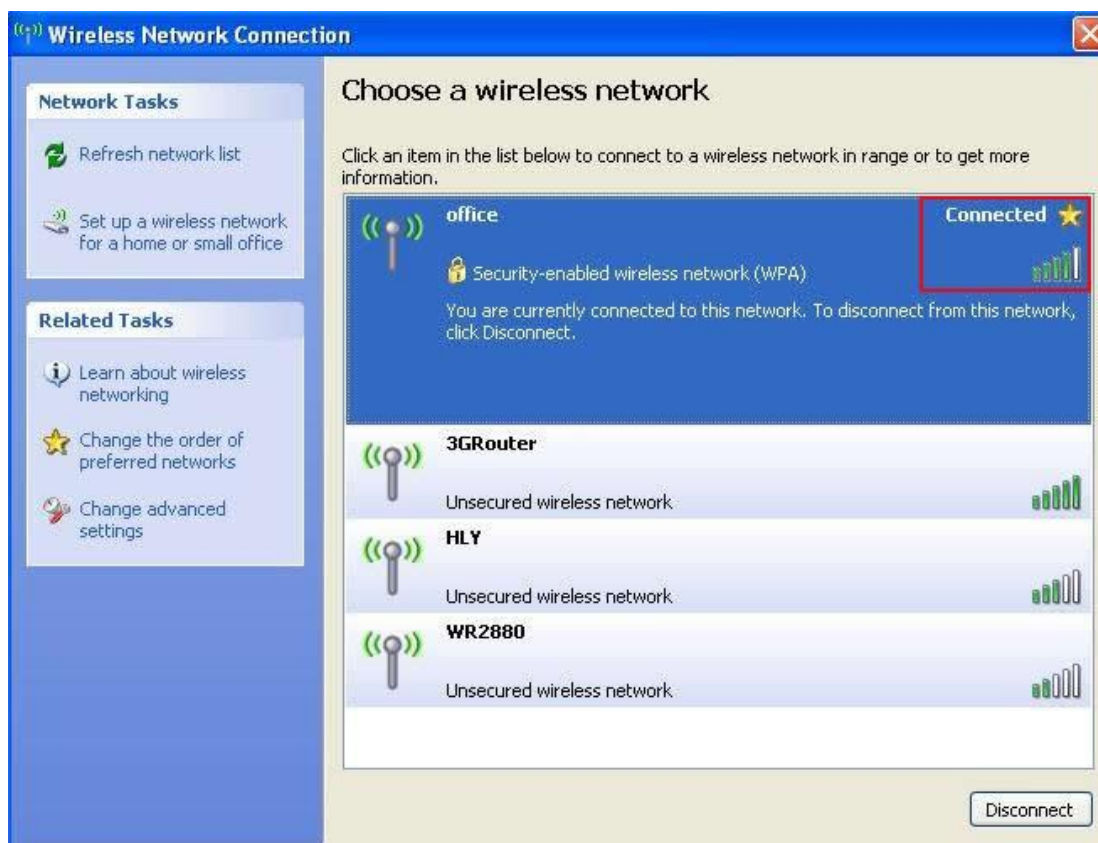 Wireless Network Connection
Network Tasks
Refresh network list
Set up a wireless network
for a home or small office
Related Tasks
Learn about wireless
networking
Change the order of
preferred networks
Change advanced
settings
Choose a wireless network
Click an item in the list below to connect to a wireless network in range or to get more
information.
office
Connected
Security-enabled wireless network (WPA)
You are currently connected to this network. To disconnect from this network,
click Disconnect.
3GRouter
Unsecured wireless network
HLY
Unsecured wireless network
WR2880
Unsecured wireless network
Disconnect